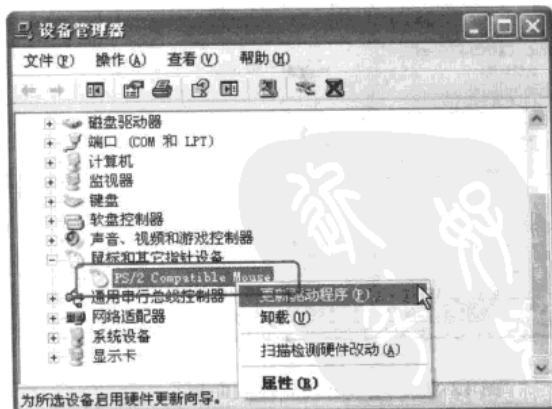 设备管理器
文件(F) 操作(A) 查看(V) 帮助(H)
磁盘驱动器
端口 (COM 和 LPT)
计算机
监视器
键盘
软盘控制器
声音、视频和游戏控制器
鼠标和其它指针设备
PS/2 Compatible Mouse
更新驱动程序(P)...
通用串行总线控制器
卸载(U)
网络适配器
系统设备
扫描检测硬件改动(A)
显示卡
属性(R)
为所选设备启用硬件更新向导。